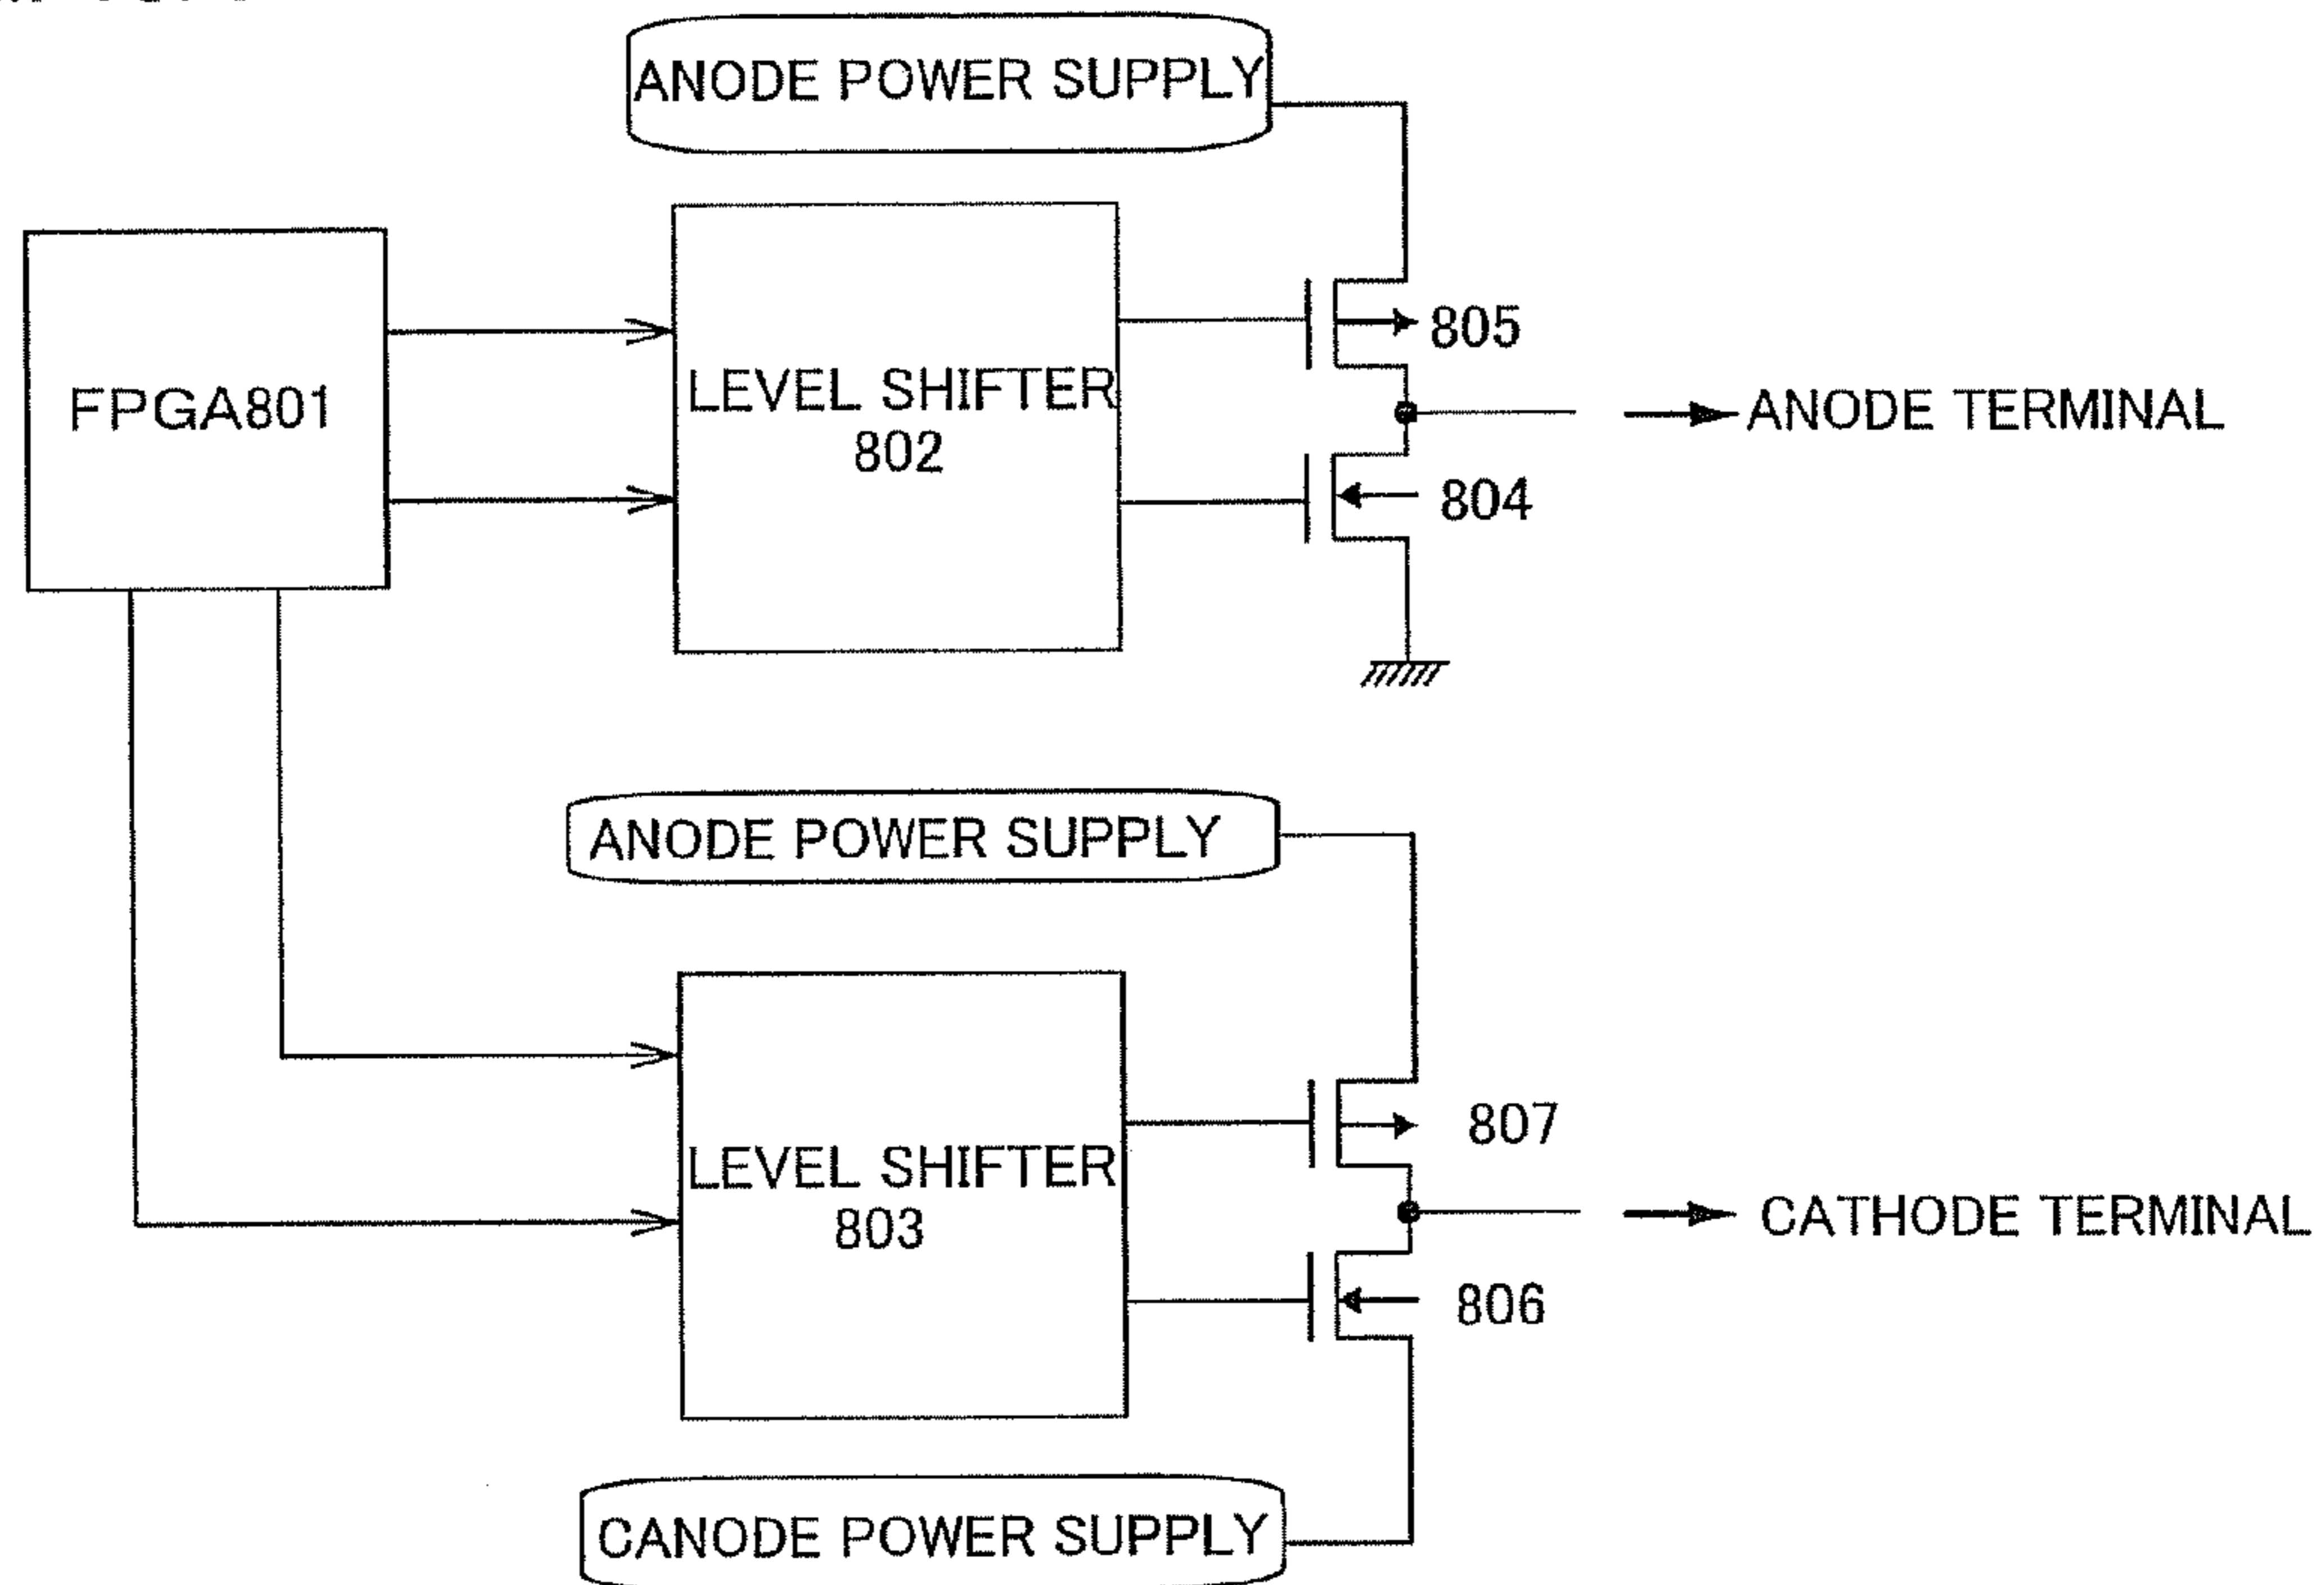 ANODE POWER SUPPLY
FPGA801
LEVEL SHIFTER
802
805
ANODE TERMINAL
804
ANODE POWER SUPPLY
LEVEL SHIFTER
803
807
CATHODE TERMINAL
806
CANODE POWER SUPPLY